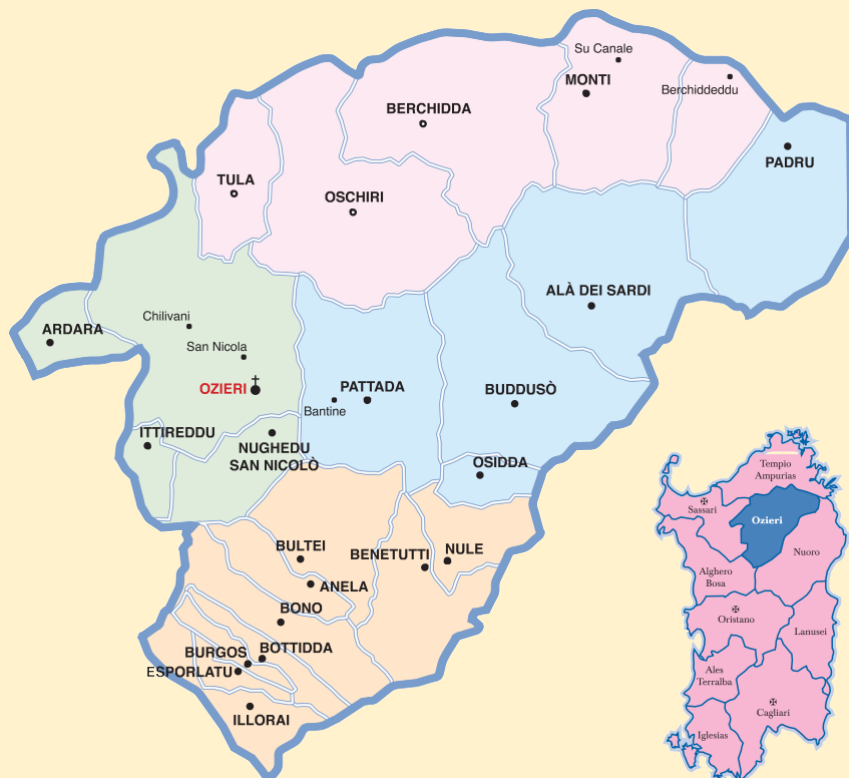 Su Canale
MONTI
Berchiddeddu
BERCHIDDA
PADRU
TULA
OSCHIRI
ALÀ DEI SARDI
Chilivani
ARDARA
San Nicola
OZIERI
PATTADA
Bantine
BUDDUSÒ
ITTIREDDU
NUGHEDU
SAN NICOLÒ
OSIDDA
BULTEI
BENETUTTI
NULE
ANELA
BONO
BURGOS
BOTTIDDA
ESPORLATU
ILLORAI
Tempio
Ampurias
Sassari
Ozieri
Nuoro
Alghero
Bosa
Oristano
Lanusei
Ales
Terralba
Cagliari
Iglesias